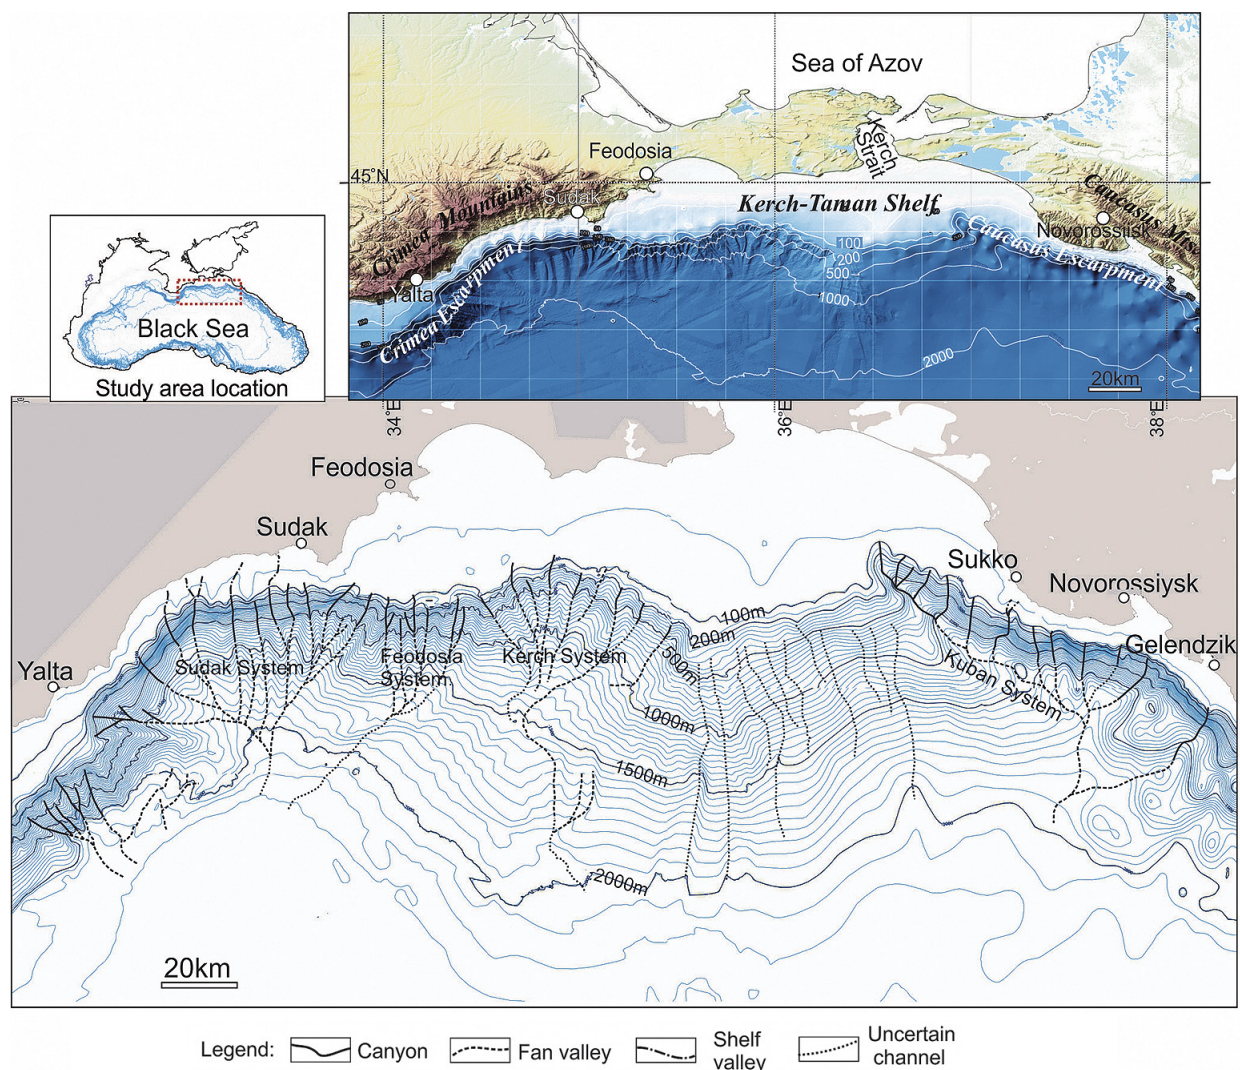 Sea of Azov
Kerch
Strait
Feodosia
45°N
Crimea Mountains
Sudak
Kerch-Taman Shelf
Caucasus Mts.
Novorossiisk
Caucasus Escarpment
Yalta
Crimea Escarpment
100
200
500
1000
2000
20km
Black Sea
Study area location
34°E
36°E
38°E
Feodosia
Sudak
Sukko
Novorossiysk
Gelendzik
Yalta
Sudak System
Feodosia
System
Kerch System
Kuban System
100m
200m
500m
1000m
1500m
2000m
20km
Legend:
Canyon
Fan valley
Shelf
valley
Uncertain
channel